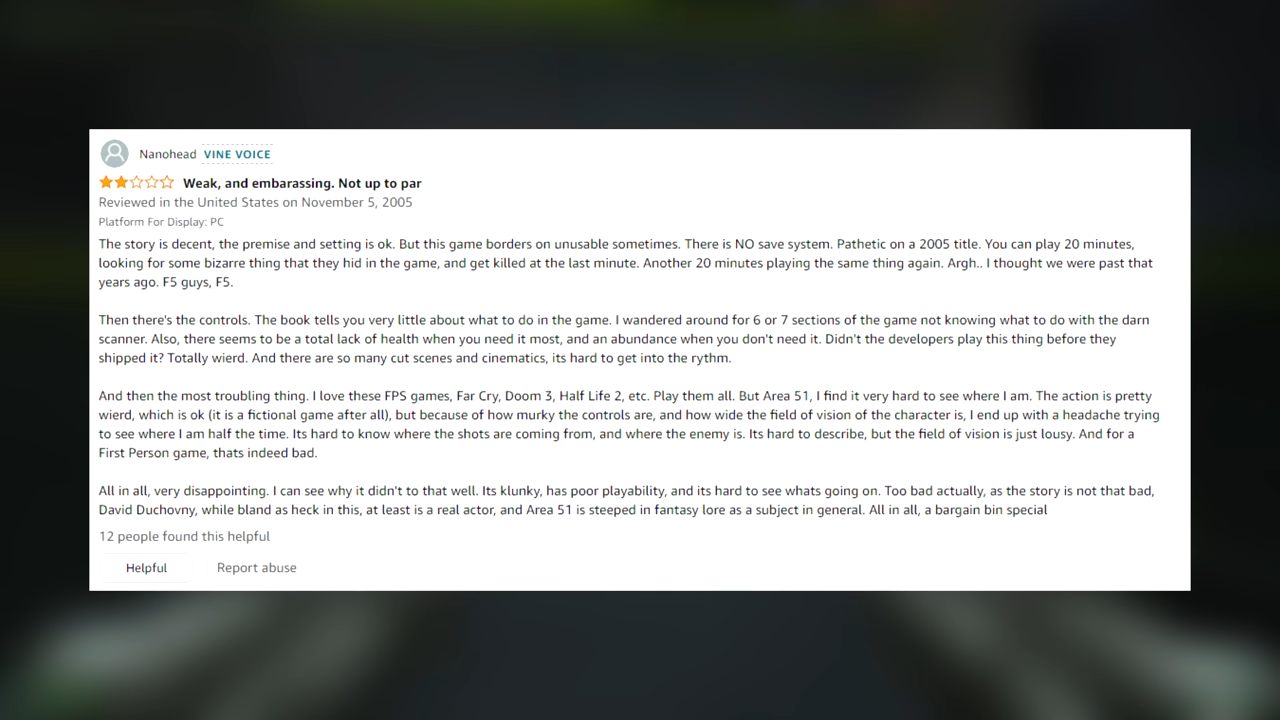 Nanohead VINE VOICE
Weak, and embarassing. Not up to par
Reviewed in the United States on November 5, 2005
Platform For Display: PC
The story is decent, the premise and setting is ok. But this game borders on unusable sometimes. There is NO save system. Pathetic on a 2005 title. You can play 20 minutes,
looking for some bizarre thing that they hid in the game, and get killed at the last minute. Another 20 minutes playing the same thing again. Argh.. I thought we were past that
years ago. F5 guys, F5.
Then there's the controls. The book tells you very little about what to do in the game. I wandered around for 6 or 7 sections of the game not knowing what to do with the darn
scanner. Also, there seems to be a total lack of health when you need it most, and an abundance when you don't need it. Didn't the developers play this thing before they
shipped it? Totally wierd. And there are so many cut scenes and cinematics, its hard to get into the rythm.
And then the most troubling thing. I love these FPS games, Far Cry, Doom 3, Half Life 2, etc. Play them all. But Area 51, I find it very hard to see where I am. The action is pretty
wierd, which is ok (it is a fictional game after all), but because of how murky the controls are, and how wide the field of vision of the character is, I end up with a headache trying
to see where I am half the time. Its hard to know where the shots are coming from, and where the enemy is. Its hard to describe, but the field of vision is just lousy. And for a
First Person game, thats indeed bad.
All in all, very disappointing. I can see why it didn't to that well. Its klunky, has poor playability, and its hard to see whats going on. Too bad actually, as the story is not that bad,
David Duchovny, while bland as heck in this, at least is a real actor, and Area 51 is steeped in fantasy lore as a subject in general. All in all, a bargain bin special
12 people found this helpful
Helpful Report abuse